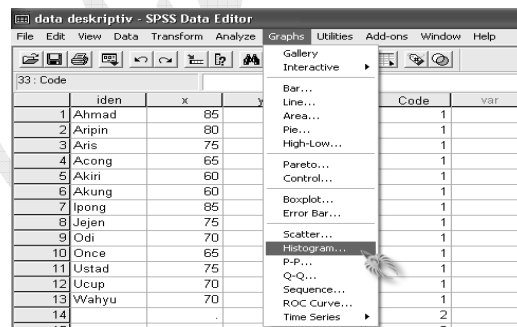 data deskriptiv - SPSS Data Editor
File Edit View Data Transform Analyze Graphs Utilities Add-ons Window Help
33 : Code
Gallery
Interactive
Bar...
Line...
Area...
Pie...
High-Low...
Pareto...
Control...
Boxplot...
Error Bar...
Scatter...
Histogram...
P-P...
Q-Q...
Sequence...
ROC Curve...
Time Series
iden x y Code var
1 Ahmad 85 1
2 Aripin 80 1
3 Aris 75 1
4 Acong 65 1
5 Akiri 60 1
6 Akung 60 1
7 Ipong 85 1
8 Jejen 75 1
9 Odi 70 1
10 Once 65 1
11 Ustad 75 1
12 Ucup 70 1
13 Wahyu 70 1
14 . 2